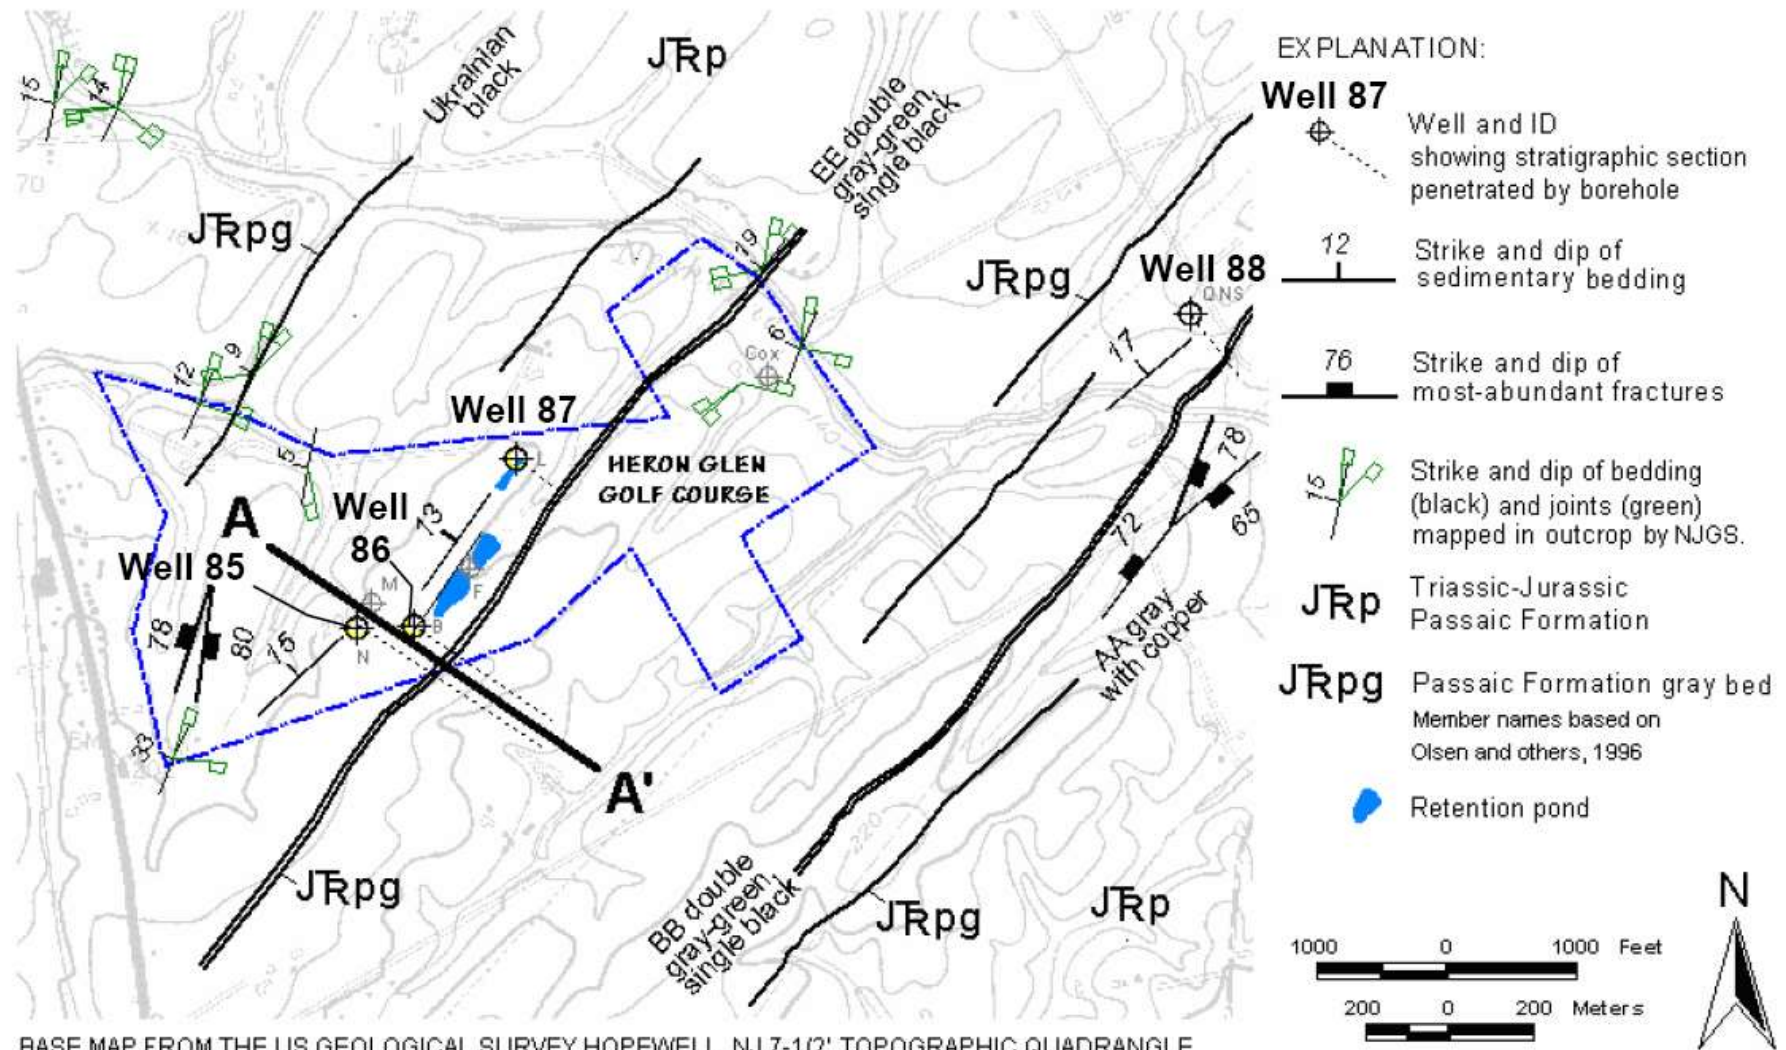 Ukrainian
black
JTRp
EE double
gray-green,
single black
JTRpg
15
14
70
19
JTRpg
Well 88
QNS
17
6
Cox
12
9
5
Well 87
HERON GLEN
GOLF COURSE
Well
86
13
A
Well 85
M
F
B
N
78
80
15
33
A'
78
65
72
AA gray
with copper
220
JTRpg
BB double
gray-green,
single black
JTRpg
JTRp
EXPLANATION:
Well 87
Well and ID
showing stratigraphic section
penetrated by borehole
12
Strike and dip of
sedimentary bedding
76
Strike and dip of
most-abundant fractures
15
Strike and dip of bedding
(black) and joints (green)
mapped in outcrop by NJGS.
JTRp
Triassic-Jurassic
Passaic Formation
JTRpg
Passaic Formation gray bed
Member names based on
Olsen and others, 1996
Retention pond
N
1000 0 1000 Feet
200 0 200 Meters
BASE MAP FROM THE US GEOLOGICAL SURVEY HOPEWELL, NJ 7-1/2' TOPOGRAPHIC QUADRANGLE